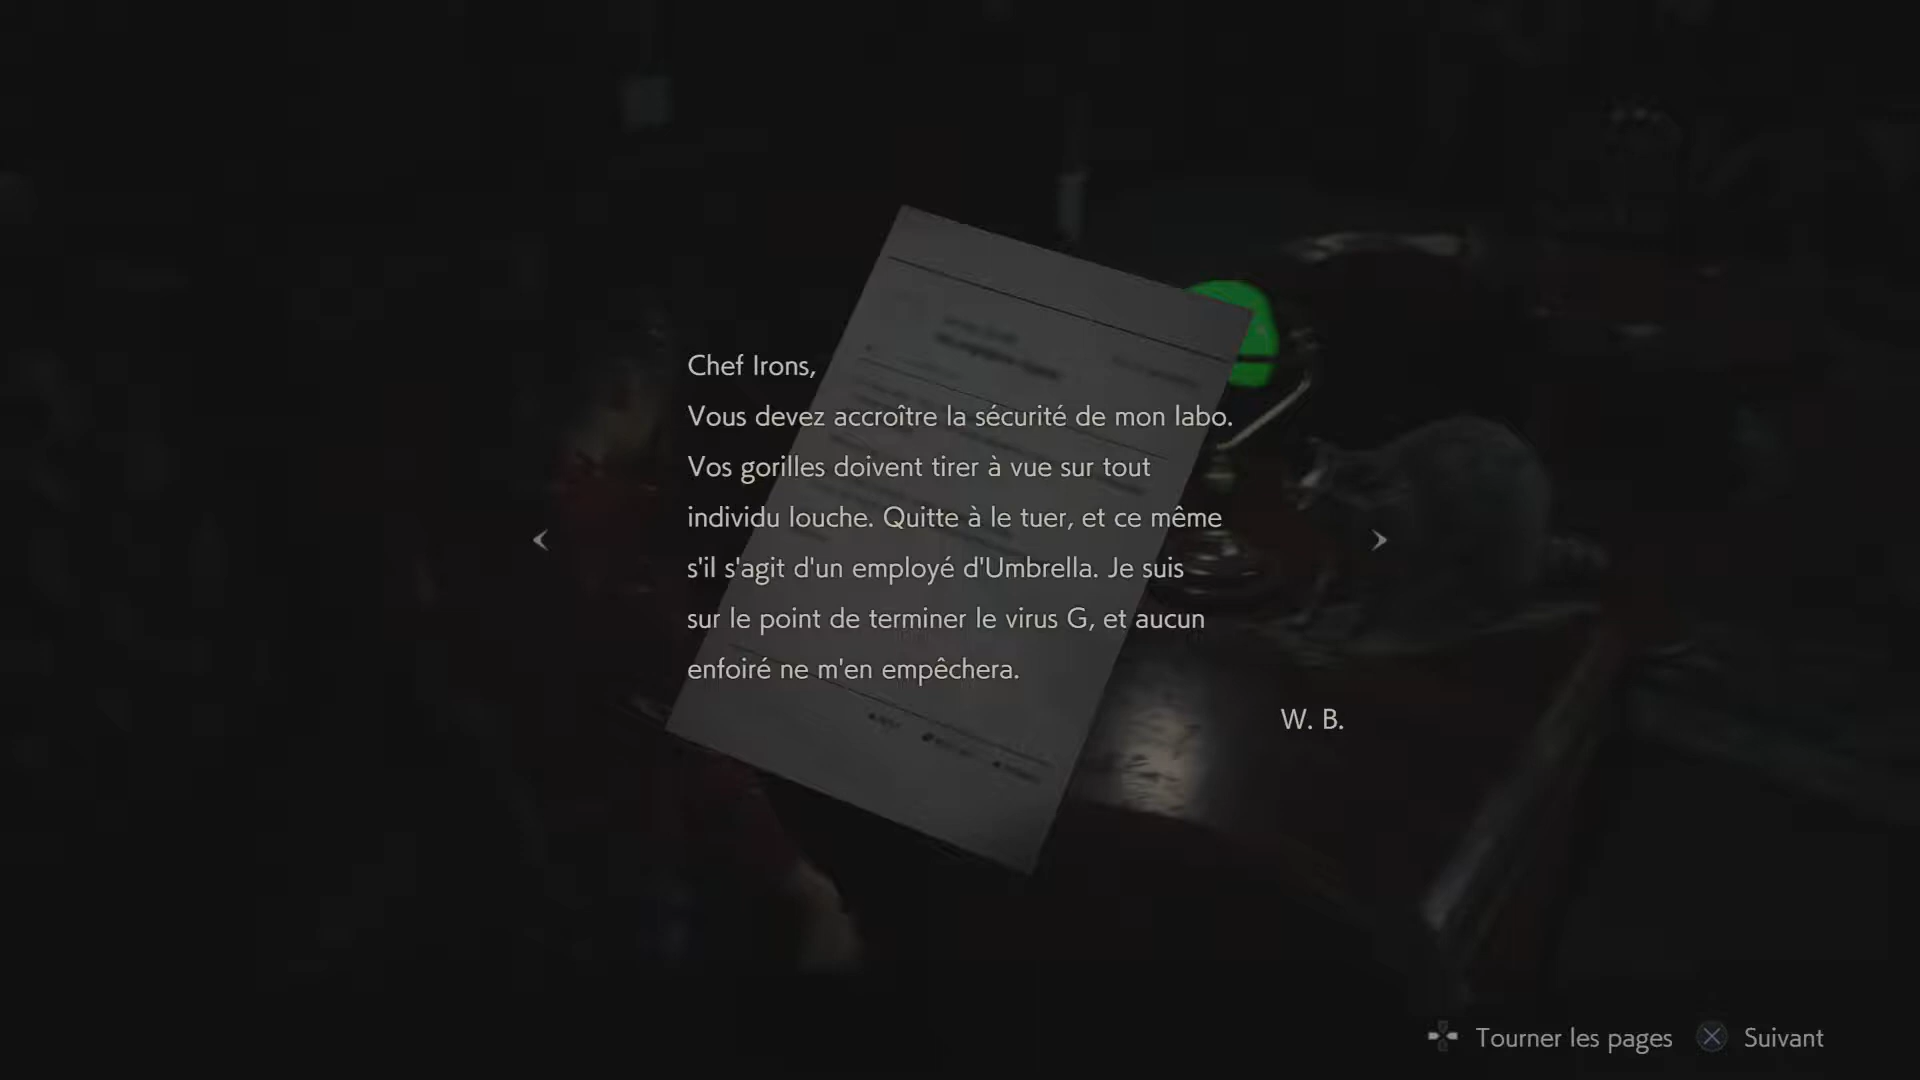 Chef Irons,
Vous devez accroître la sécurité de mon labo.
Vos gorilles doivent tirer à vue sur tout
individu louche. Quitte à le tuer, et ce même
s'il s'agit d'un employé d'Umbrella. Je suis
sur le point de terminer le virus G, et aucun
enfoiré ne m'en empêchera.
W. B.
Tourner les pages
Suivant